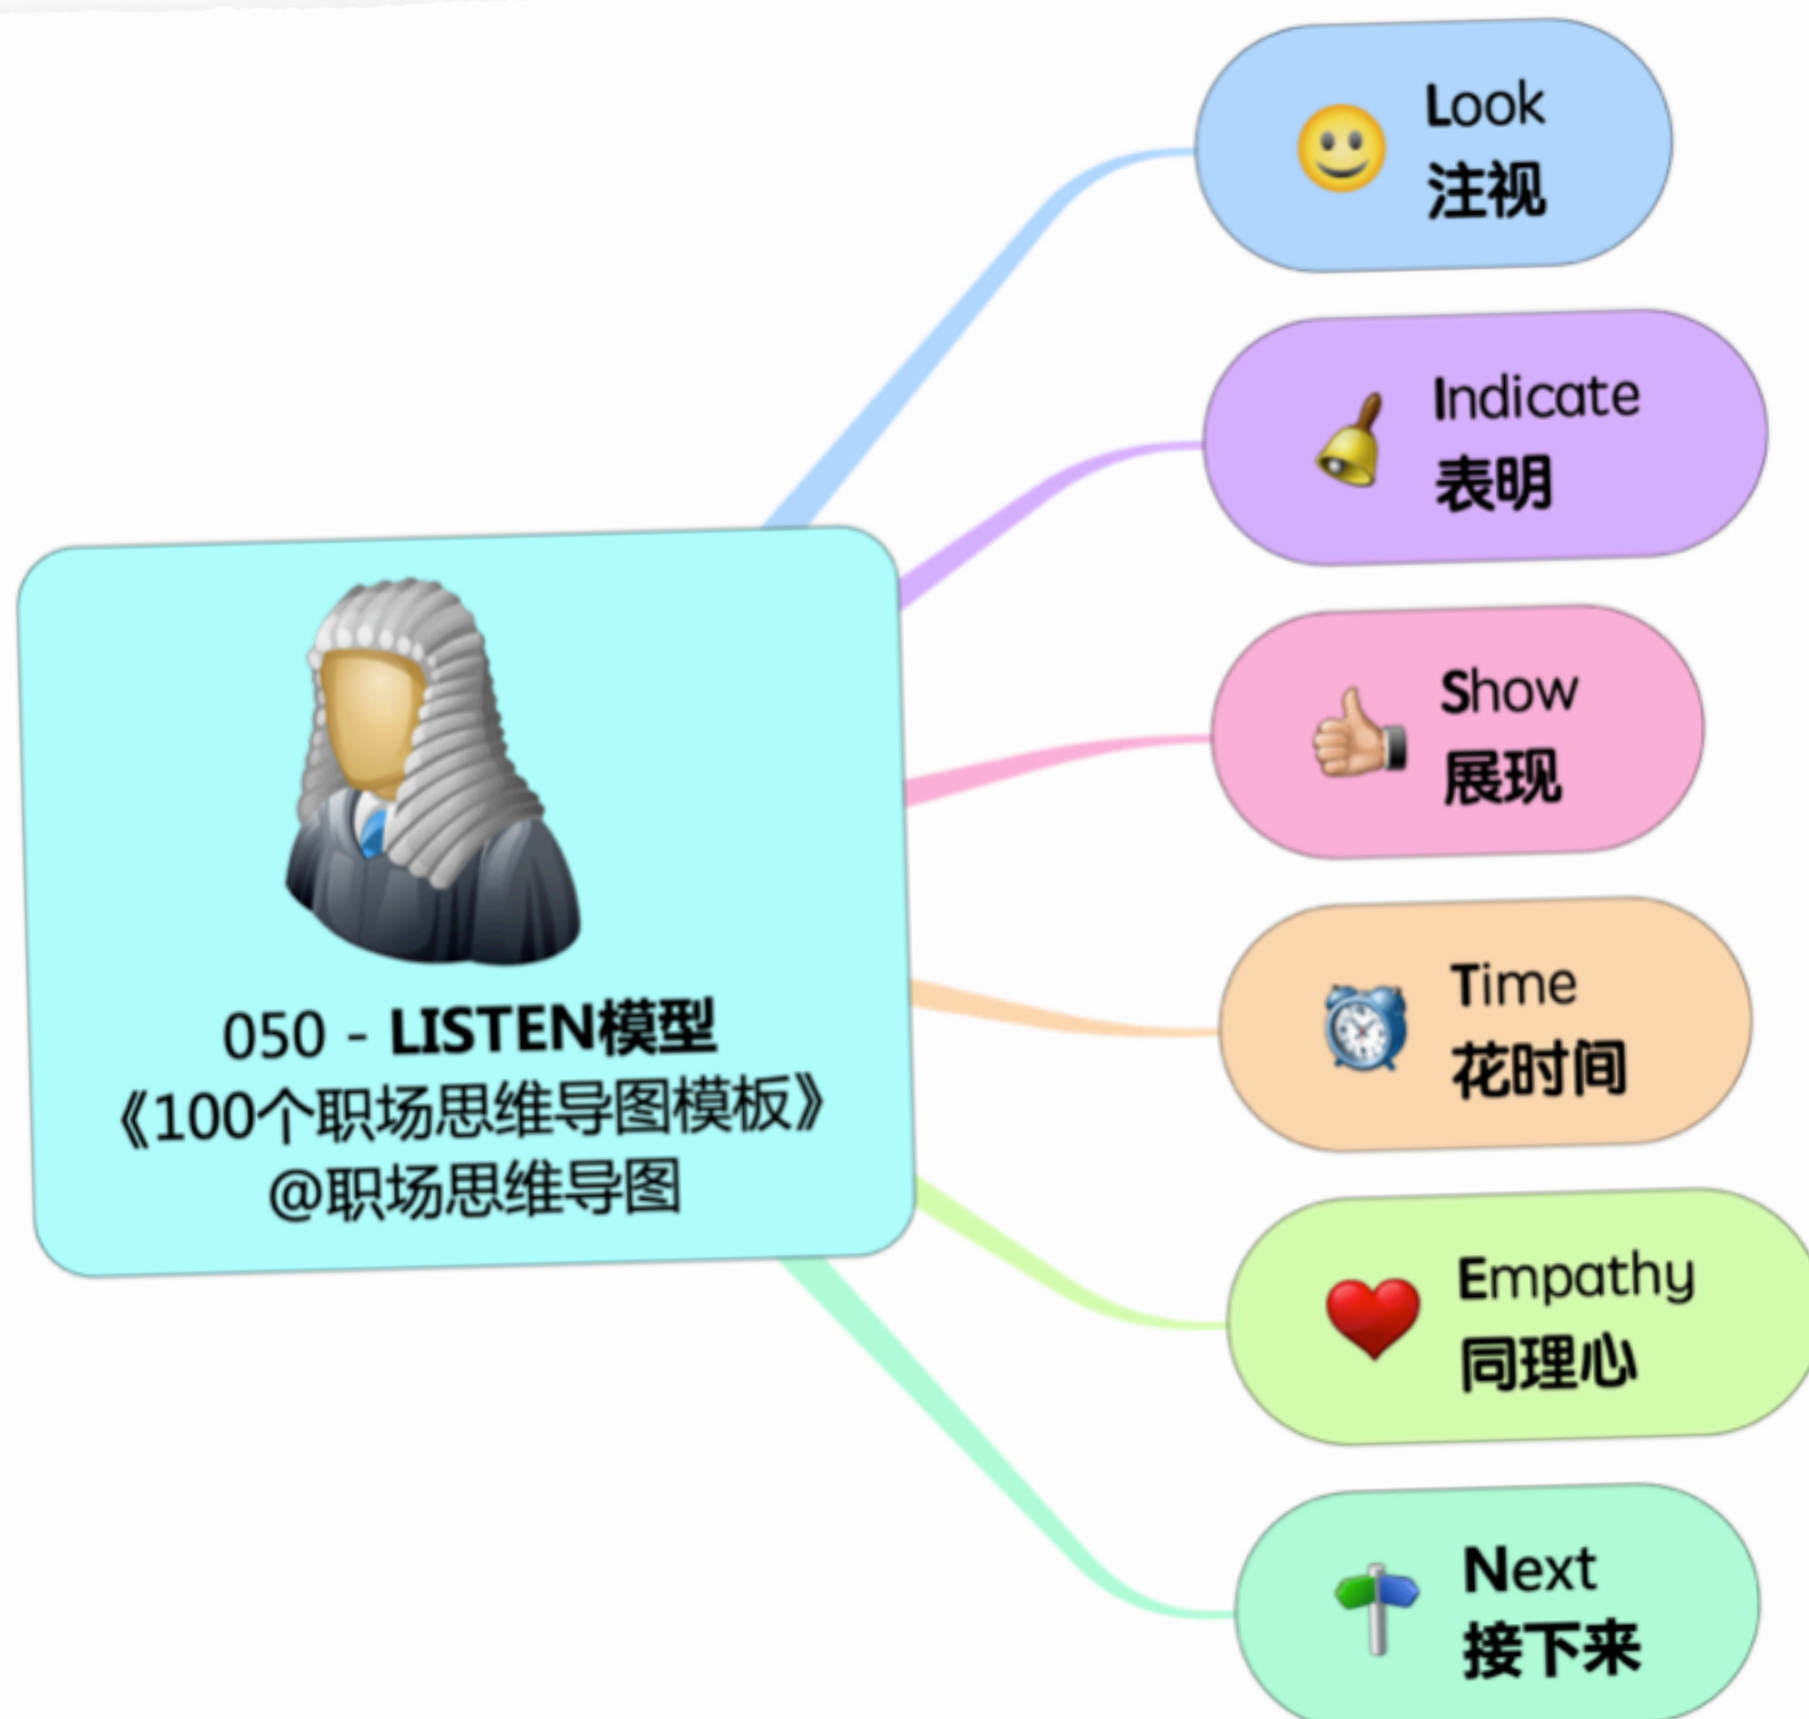 050 - LISTEN模型
《100个职场思维导图模板》
@职场思维导图
Look
注视
Indicate
表明
Show
展现
Time
花时间
Empathy
同理心
Next
接下来